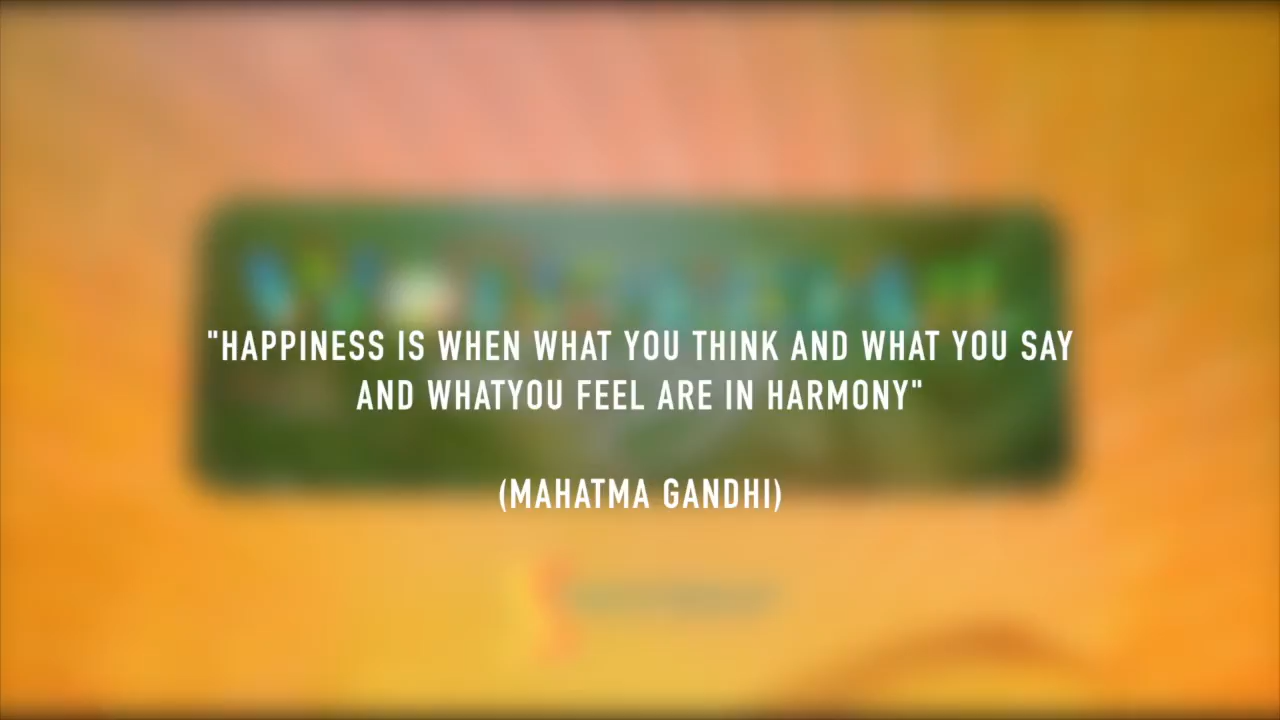 "HAPPINESS IS WHEN WHAT YOU THINK AND WHAT YOU SAY
AND WHATYOU FEEL ARE IN HARMONY"
(MAHATMA GANDHI)